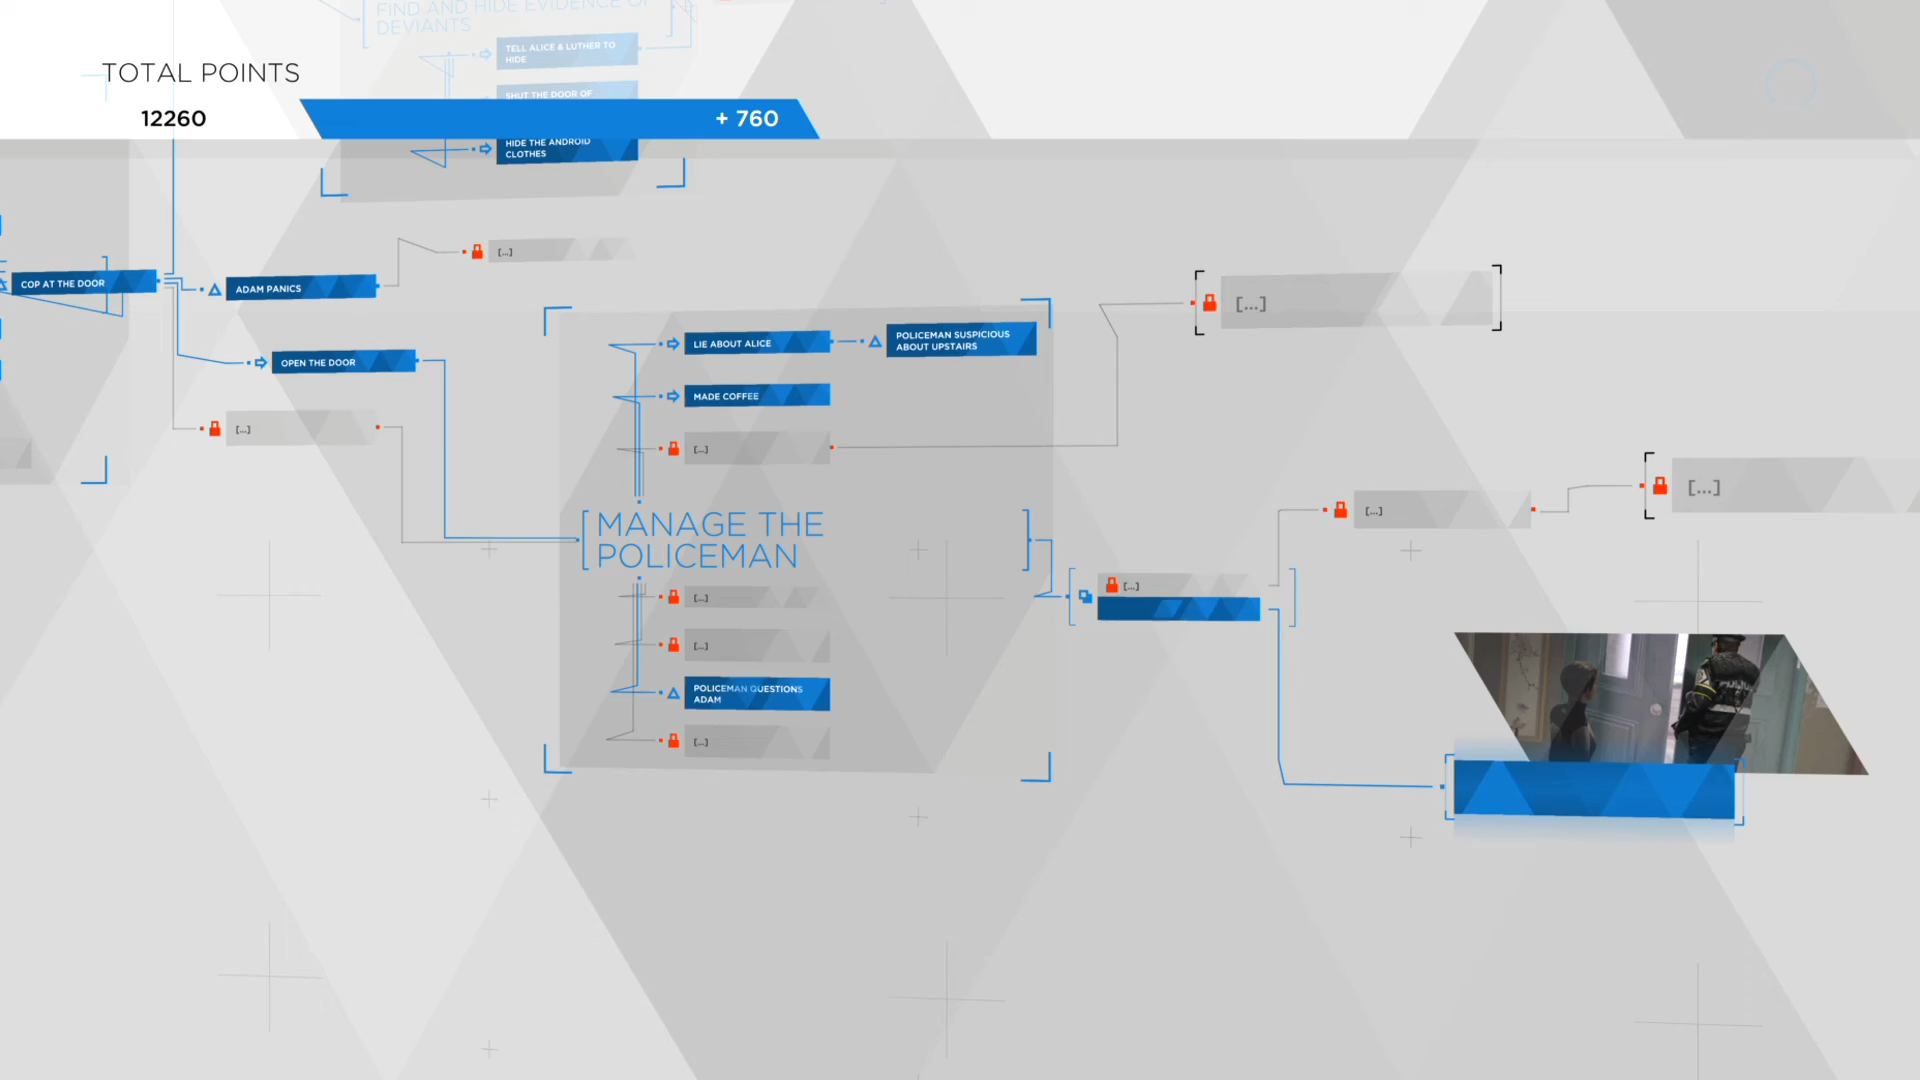 FIND AND HIDE EVIDENCE OF
DEVIANTS
TELL ALICE & LUTHER TO
HIDE
TOTAL POINTS
SHUT THE DOOR OF
12260
+ 760
HIDE THE ANDROID
CLOTHES
[...]
COP AT THE DOOR
ADAM PANICS
[...]
LIE ABOUT ALICE
POLICEMAN SUSPICIOUS
ABOUT UPSTAIRS
OPEN THE DOOR
MADE COFFEE
[...]
[...]
[...]
[...]
MANAGE THE
POLICEMAN
[...]
[...]
[...]
POLICEMAN QUESTIONS
ADAM
[...]